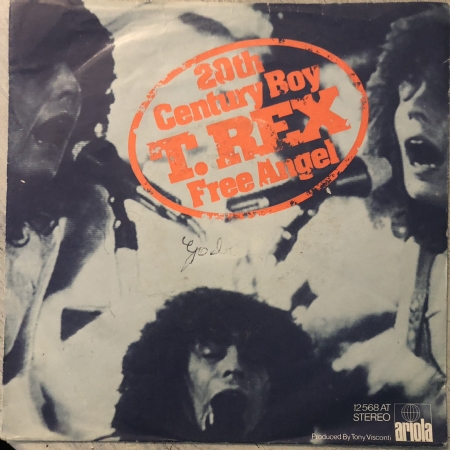 20th
Century Boy
T. REX
Free Angel
12 568 AT
STEREO
Produced By Tony Visconti
ariola